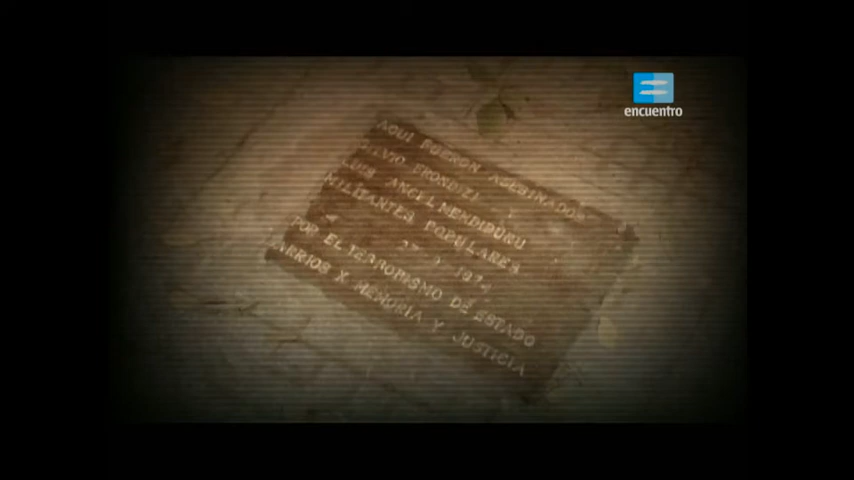 encuentro
AQUI FUERON ASESINADOS
SILVIO FRONDIZI
LUIS ANGEL MENDIBURU
MILITANTES POPULARES
1974
POR EL TERRORISMO DE ESTADO
BARRIOS X MEMORIA Y JUSTICIA